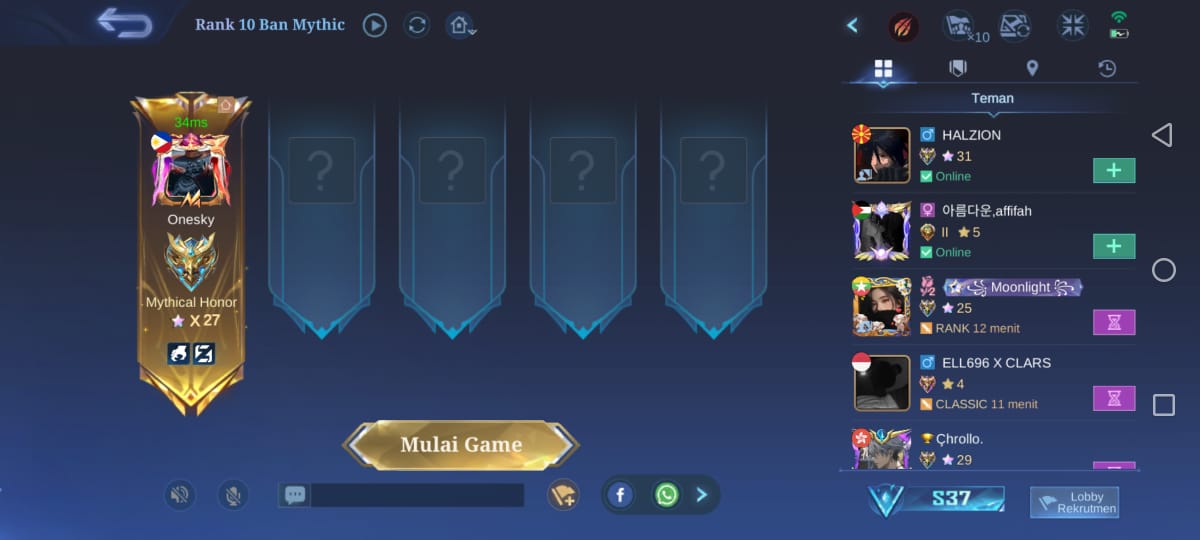 Rank 10 Ban Mythic
×10
34ms
Onesky
Mythical Honor
X 27
Mulai Game
Teman
HALZION
31
Online
아름다운,affifah
II 5
Online
Moonlight
25
RANK 12 menit
ELL696 X CLARS
4
CLASSIC 11 menit
Çhrollo.
29
S37
Lobby
Rekrutmen